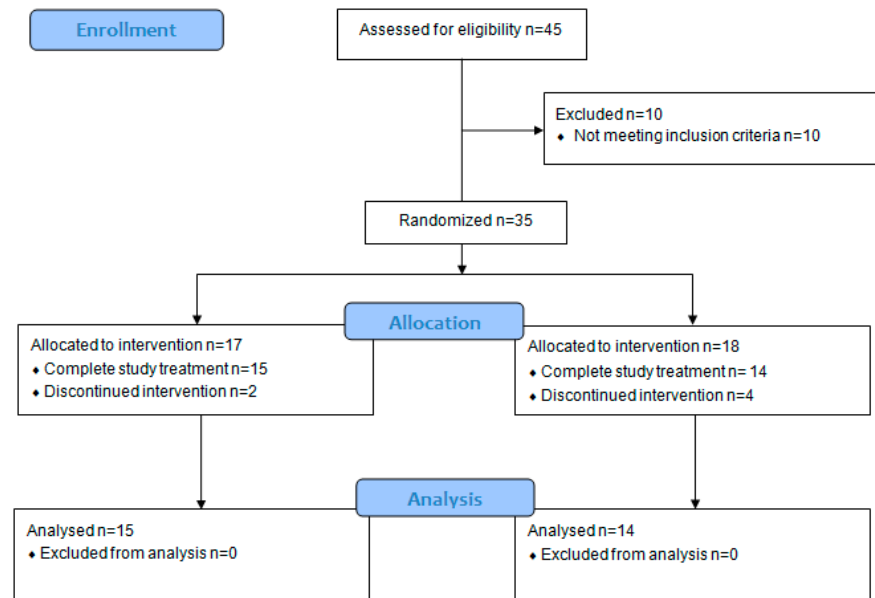 Enrollment
Assessed for eligibility n=45
Excluded n=10
⬧ Not meeting inclusion criteria n=10
Randomized n=35
Allocation
Allocated to intervention n=17
⬧ Complete study treatment n=15
⬧ Discontinued intervention n=2
Allocated to intervention n=18
⬧ Complete study treatment n= 14
⬧ Discontinued intervention n=4
Analysis
Analysed n=15
⬧ Excluded from analysis n=0
Analysed n=14
⬧ Excluded from analysis n=0